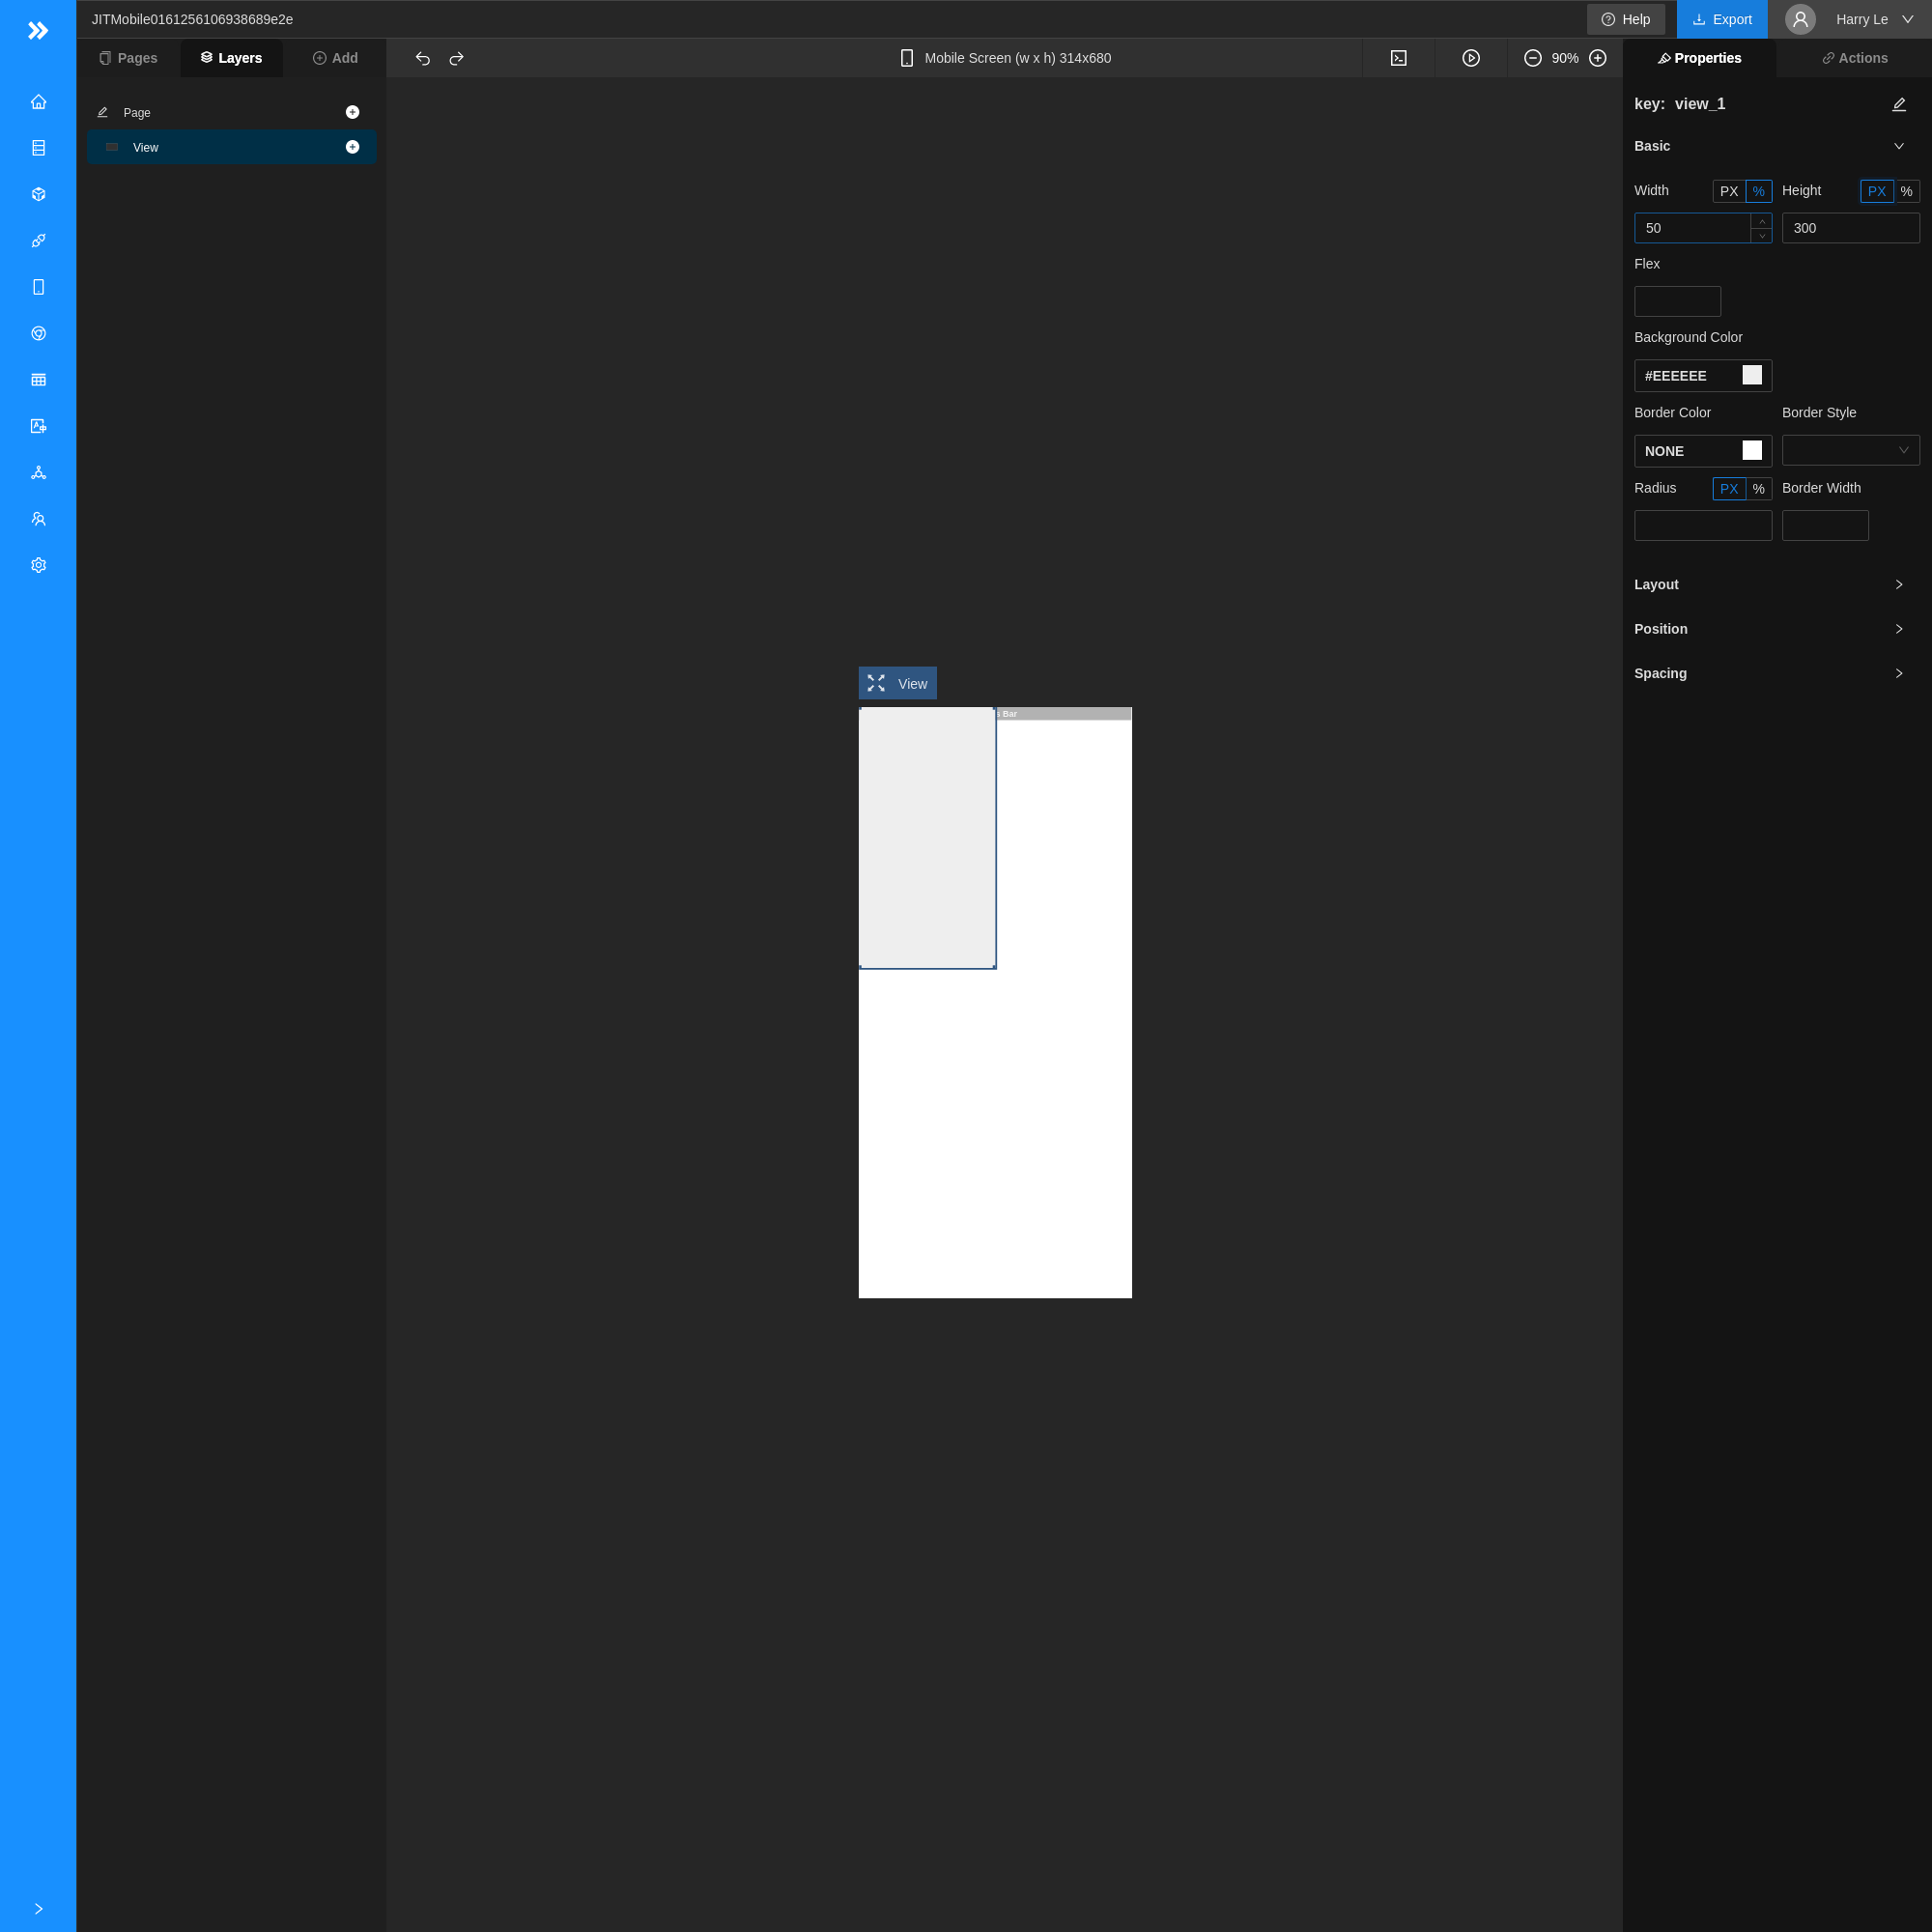 JITMobile0161256106938689e2e
Help
Export
Harry Le
Pages
Layers
Add
Mobile Screen (w x h) 314x680
90%
Properties
Actions
Page
View
key: view_1
Basic
Width
PX %
Height
PX %
50
300
Flex
Background Color
#EEEEEE
Border Color
Border Style
NONE
Radius
PX %
Border Width
Layout
Position
Spacing
View
s Bar